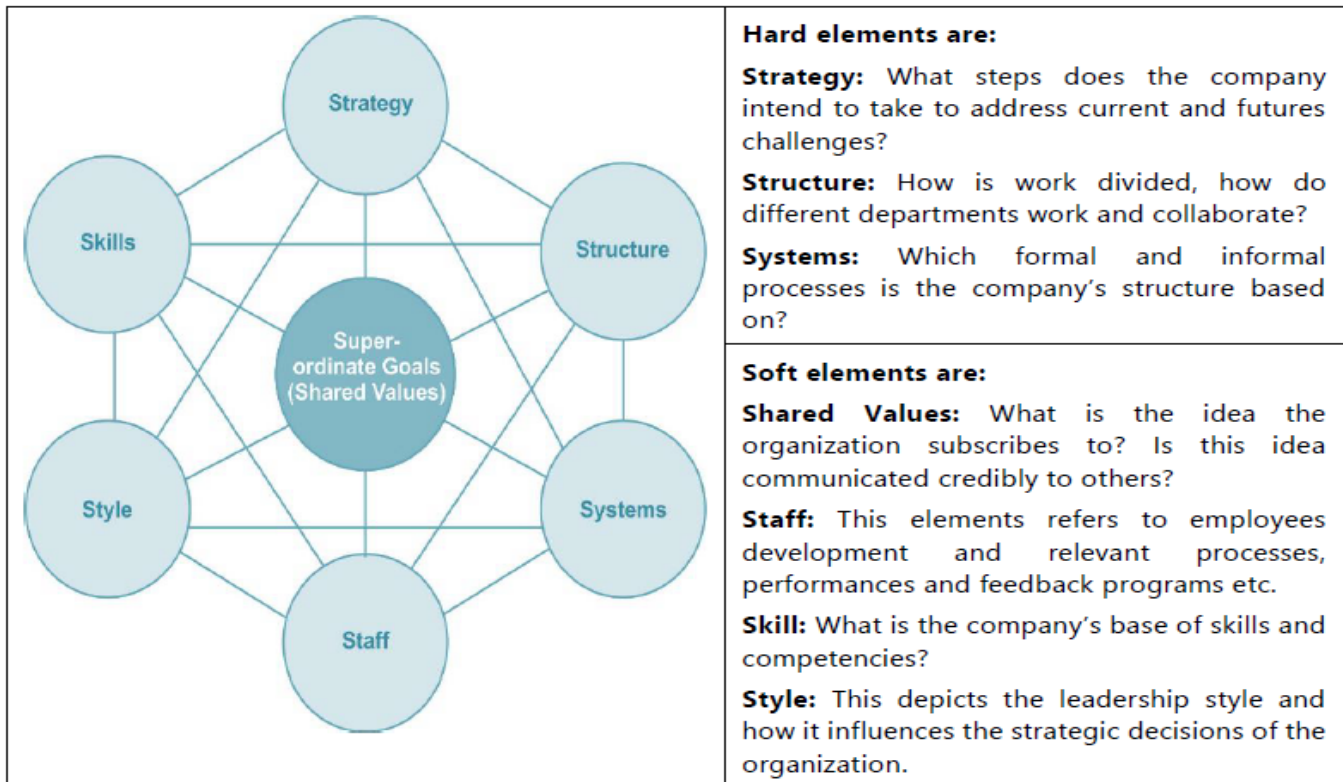 Strategy
Skills
Structure
Super-
ordinate Goals
(Shared Values)
Style
Systems
Staff
Hard elements are:
Strategy: What steps does the company
intend to take to address current and futures
challenges?
Structure: How is work divided, how do
different departments work and collaborate?
Systems: Which formal and informal
processes is the company's structure based
on?
Soft elements are:
Shared Values: What is the idea the
organization subscribes to? Is this idea
communicated credibly to others?
Staff: This elements refers to employees
development and relevant processes,
performances and feedback programs etc.
Skill: What is the company's base of skills and
competencies?
Style: This depicts the leadership style and
how it influences the strategic decisions of the
organization.